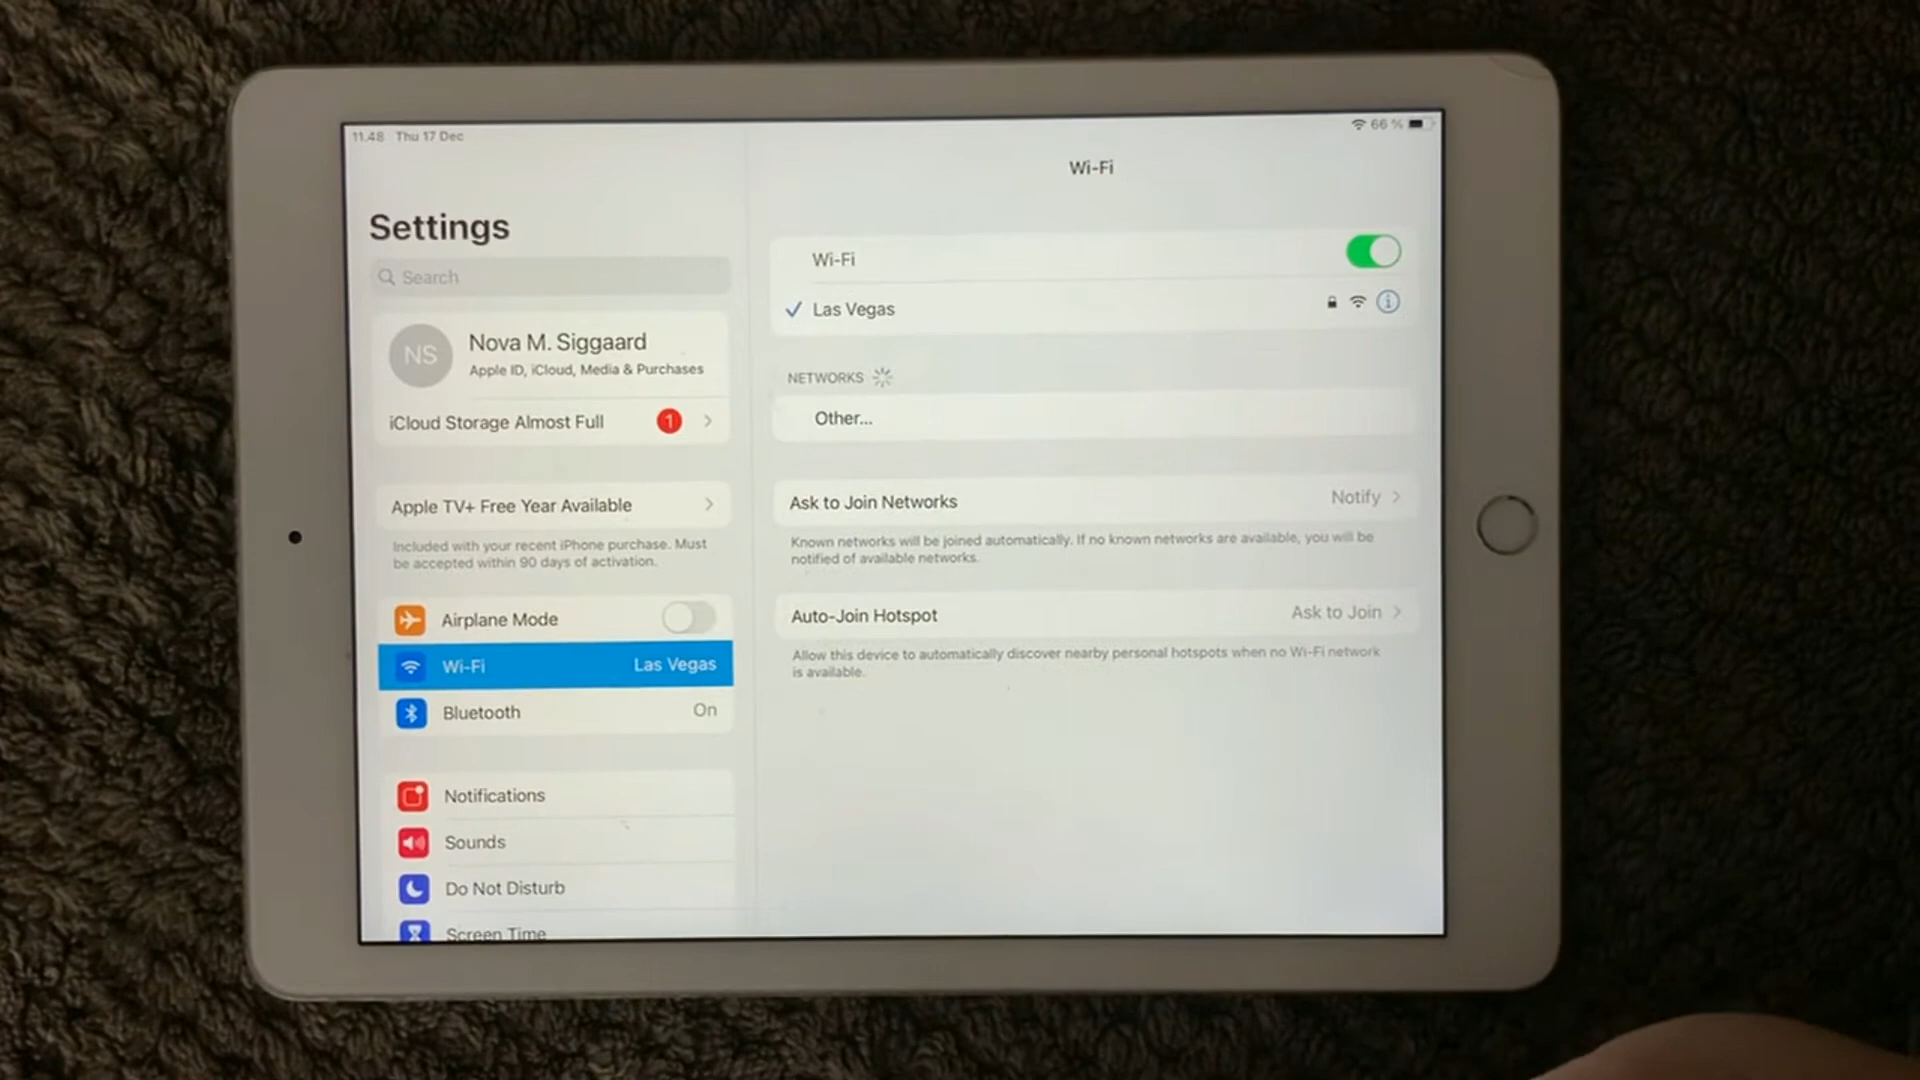 11.48 Thu 17 Dec
66 %
Settings
Search
NS
Nova M. Siggaard
Apple ID, iCloud, Media & Purchases
iCloud Storage Almost Full 1
Apple TV+ Free Year Available
Included with your recent iPhone purchase. Must
be accepted within 90 days of activation.
Airplane Mode
Wi-Fi Las Vegas
Bluetooth On
Notifications
Sounds
Do Not Disturb
Screen Time
Wi-Fi
Wi-Fi
Las Vegas
NETWORKS
Other...
Ask to Join Networks Notify
Known networks will be joined automatically. If no known networks are available, you will be
notified of available networks.
Auto-Join Hotspot Ask to Join
Allow this device to automatically discover nearby personal hotspots when no Wi-Fi network
is available.